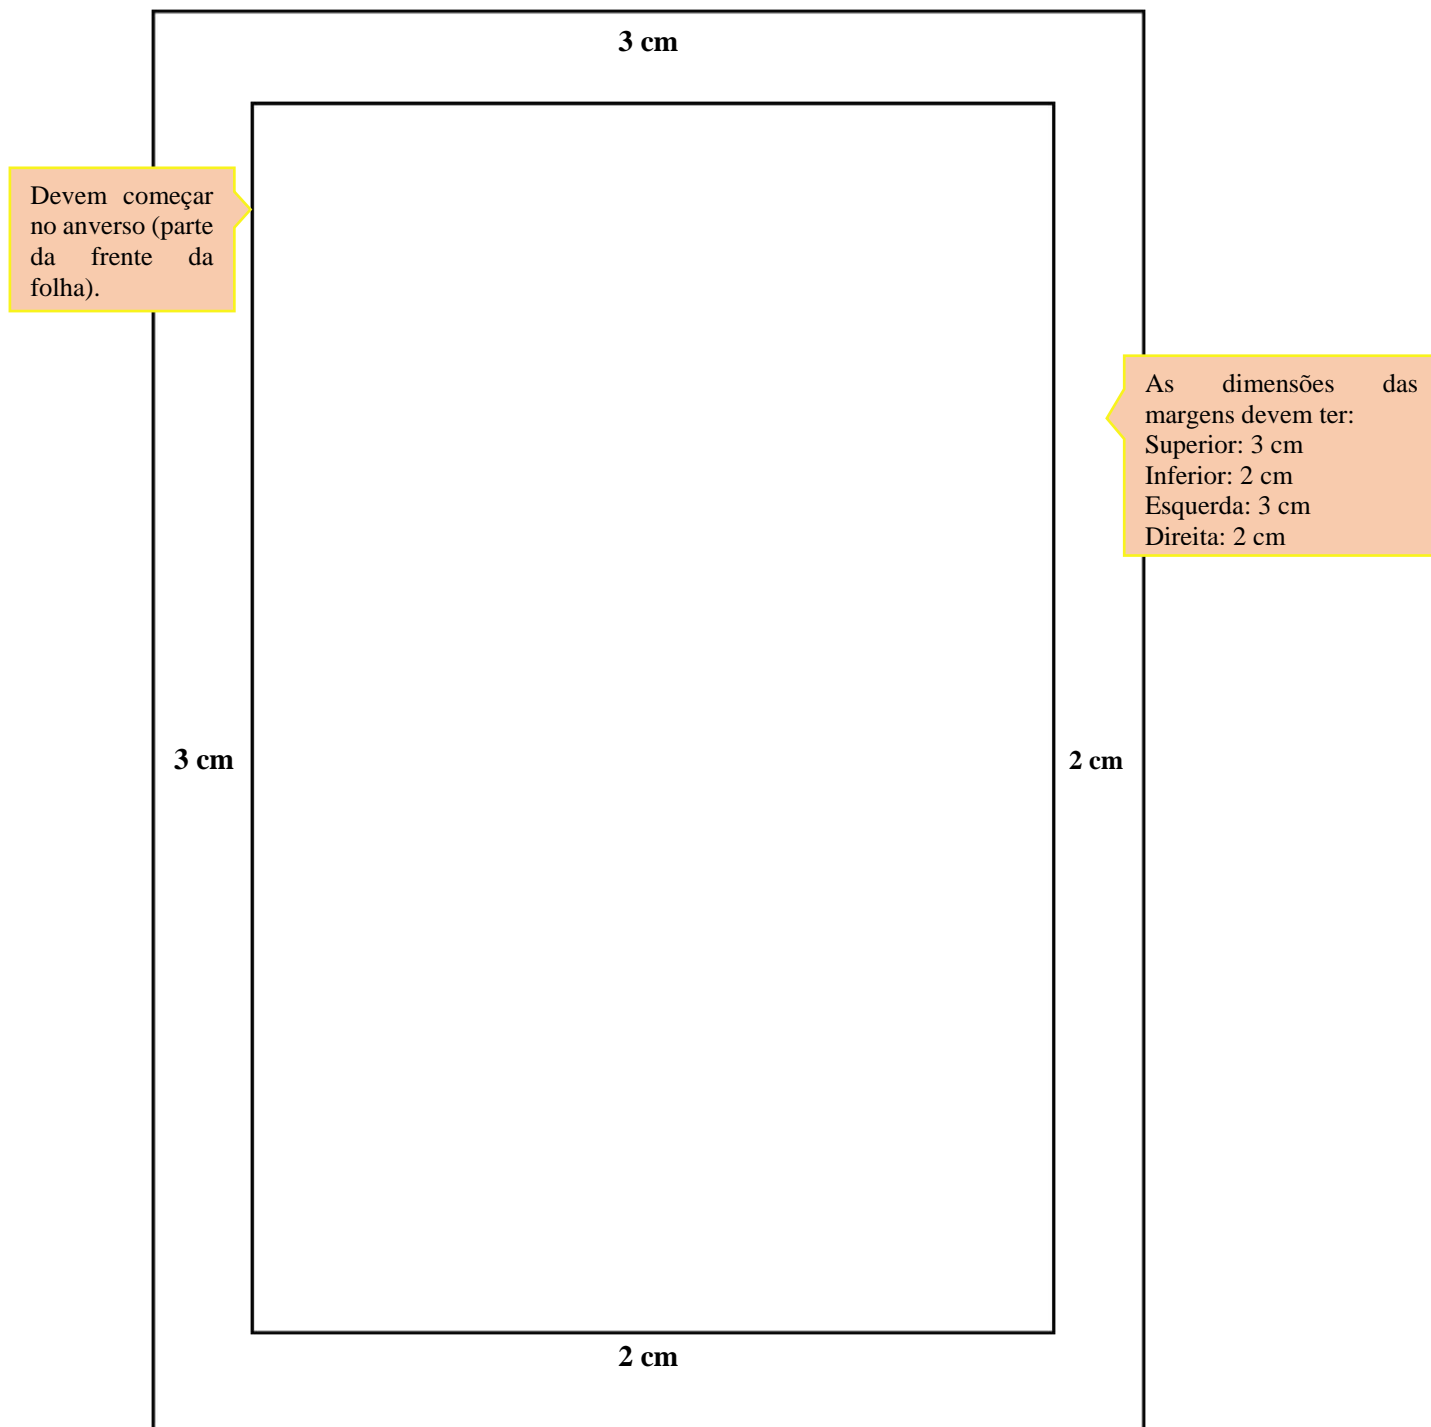 3 cm
Devem começar
no anverso (parte
da frente da
folha).
As dimensões das
margens devem ter:
Superior: 3 cm
Inferior: 2 cm
Esquerda: 3 cm
Direita: 2 cm
3 cm
2 cm
2 cm